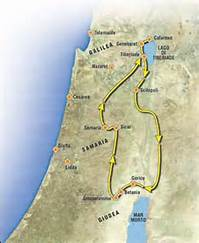 Tolemaide
Cafarnao
GALILEA
Genesaret
LAGO
DI
TIBERIADE
Tiberiade
Nazaret
Scitopoli
Cesarea
Samaria
Sicar
SAMARIA
Giaffa
Lidda
Gerico
Gerusalemme
Betania
GIUDEA
MAR
MORTO